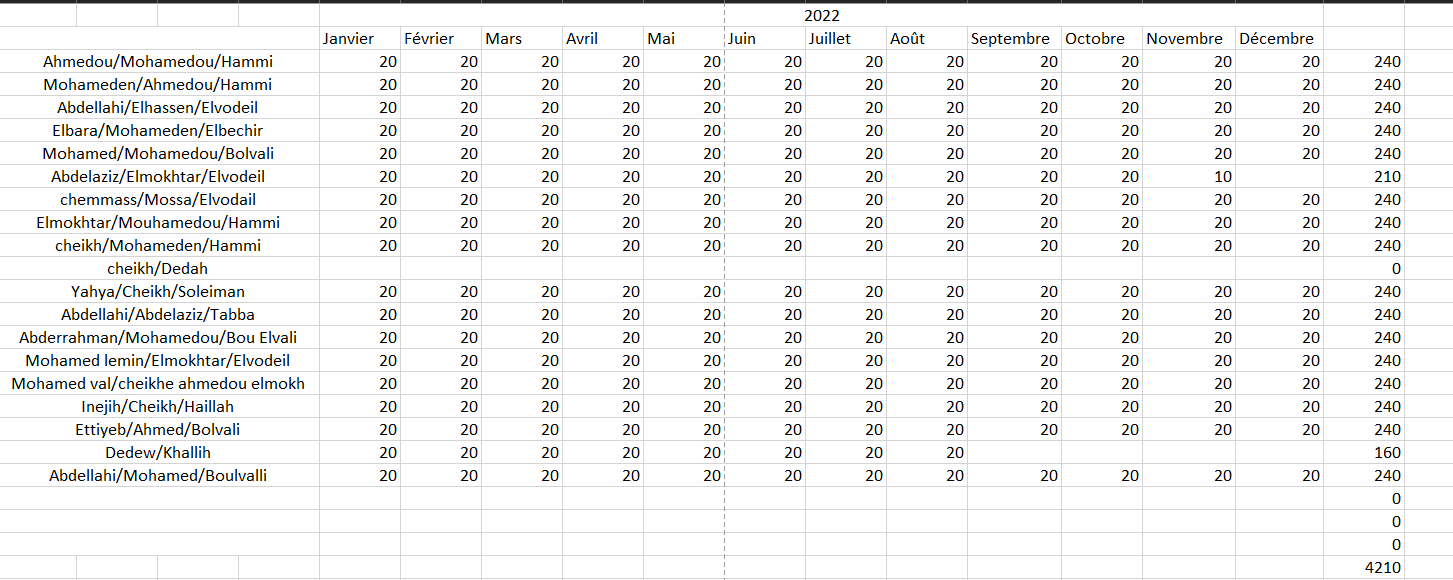 2022
Janvier Février Mars Avril Mai Juin Juillet Août Septembre Octobre Novembre Décembre
Ahmedou/Mohamedou/Hammi 20 20 20 20 20 20 20 20 20 20 20 20 240
Mohameden/Ahmedou/Hammi 20 20 20 20 20 20 20 20 20 20 20 20 240
Abdellahi/Elhassen/Elvodeil 20 20 20 20 20 20 20 20 20 20 20 20 240
Elbara/Mohameden/Elbechir 20 20 20 20 20 20 20 20 20 20 20 20 240
Mohamed/Mohamedou/Bolvali 20 20 20 20 20 20 20 20 20 20 20 20 240
Abdelaziz/Elmokhtar/Elvodeil 20 20 20 20 20 20 20 20 20 20 10 210
chemmass/Mossa/Elvodail 20 20 20 20 20 20 20 20 20 20 20 20 240
Elmokhtar/Mouhamedou/Hammi 20 20 20 20 20 20 20 20 20 20 20 20 240
cheikh/Mohameden/Hammi 20 20 20 20 20 20 20 20 20 20 20 20 240
cheikh/Dedah 0
Yahya/Cheikh/Soleiman 20 20 20 20 20 20 20 20 20 20 20 20 240
Abdellahi/Abdelaziz/Tabba 20 20 20 20 20 20 20 20 20 20 20 20 240
Abderrahman/Mohamedou/Bou Elvali 20 20 20 20 20 20 20 20 20 20 20 20 240
Mohamed lemin/Elmokhtar/Elvodeil 20 20 20 20 20 20 20 20 20 20 20 20 240
Mohamed val/cheikhe ahmedou elmokh 20 20 20 20 20 20 20 20 20 20 20 20 240
Inejih/Cheikh/Haillah 20 20 20 20 20 20 20 20 20 20 20 20 240
Ettiyeb/Ahmed/Bolvali 20 20 20 20 20 20 20 20 20 20 20 20 240
Dedew/Khallih 20 20 20 20 20 20 20 20 160
Abdellahi/Mohamed/Boulvalli 20 20 20 20 20 20 20 20 20 20 20 20 240
0
0
0
4210